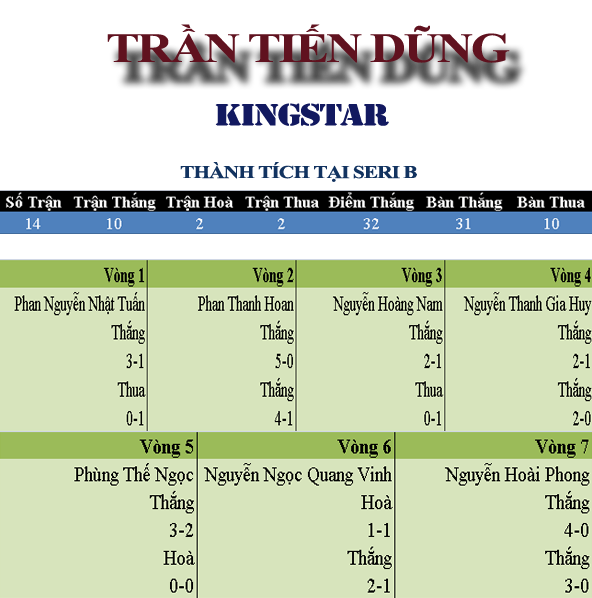 TRẦN TIẾN DŨNG
KINGSTAR
THÀNH TÍCH TẠI SERI B
Số Trận Trận Thắng Trận Hoà Trận Thua Điểm Thắng Bàn Thắng Bàn Thua
14 10 2 2 32 31 10
Vòng 1 Vòng 2 Vòng 3 Vòng 4
Phan Nguyễn Nhật Tuấn Phan Thanh Hoan Nguyễn Hoàng Nam Nguyễn Thanh Gia Huy
Thắng Thắng Thắng Thắng
3-1 5-0 2-1 2-1
Thua Thắng Thua Thắng
0-1 4-1 0-1 2-0
Vòng 5 Vòng 6 Vòng 7
Phùng Thế Ngọc Nguyễn Ngọc Quang Vinh Nguyễn Hoài Phong
Thắng Hoà Thắng
3-2 1-1 4-0
Hoà Thắng Thắng
0-0 2-1 3-0